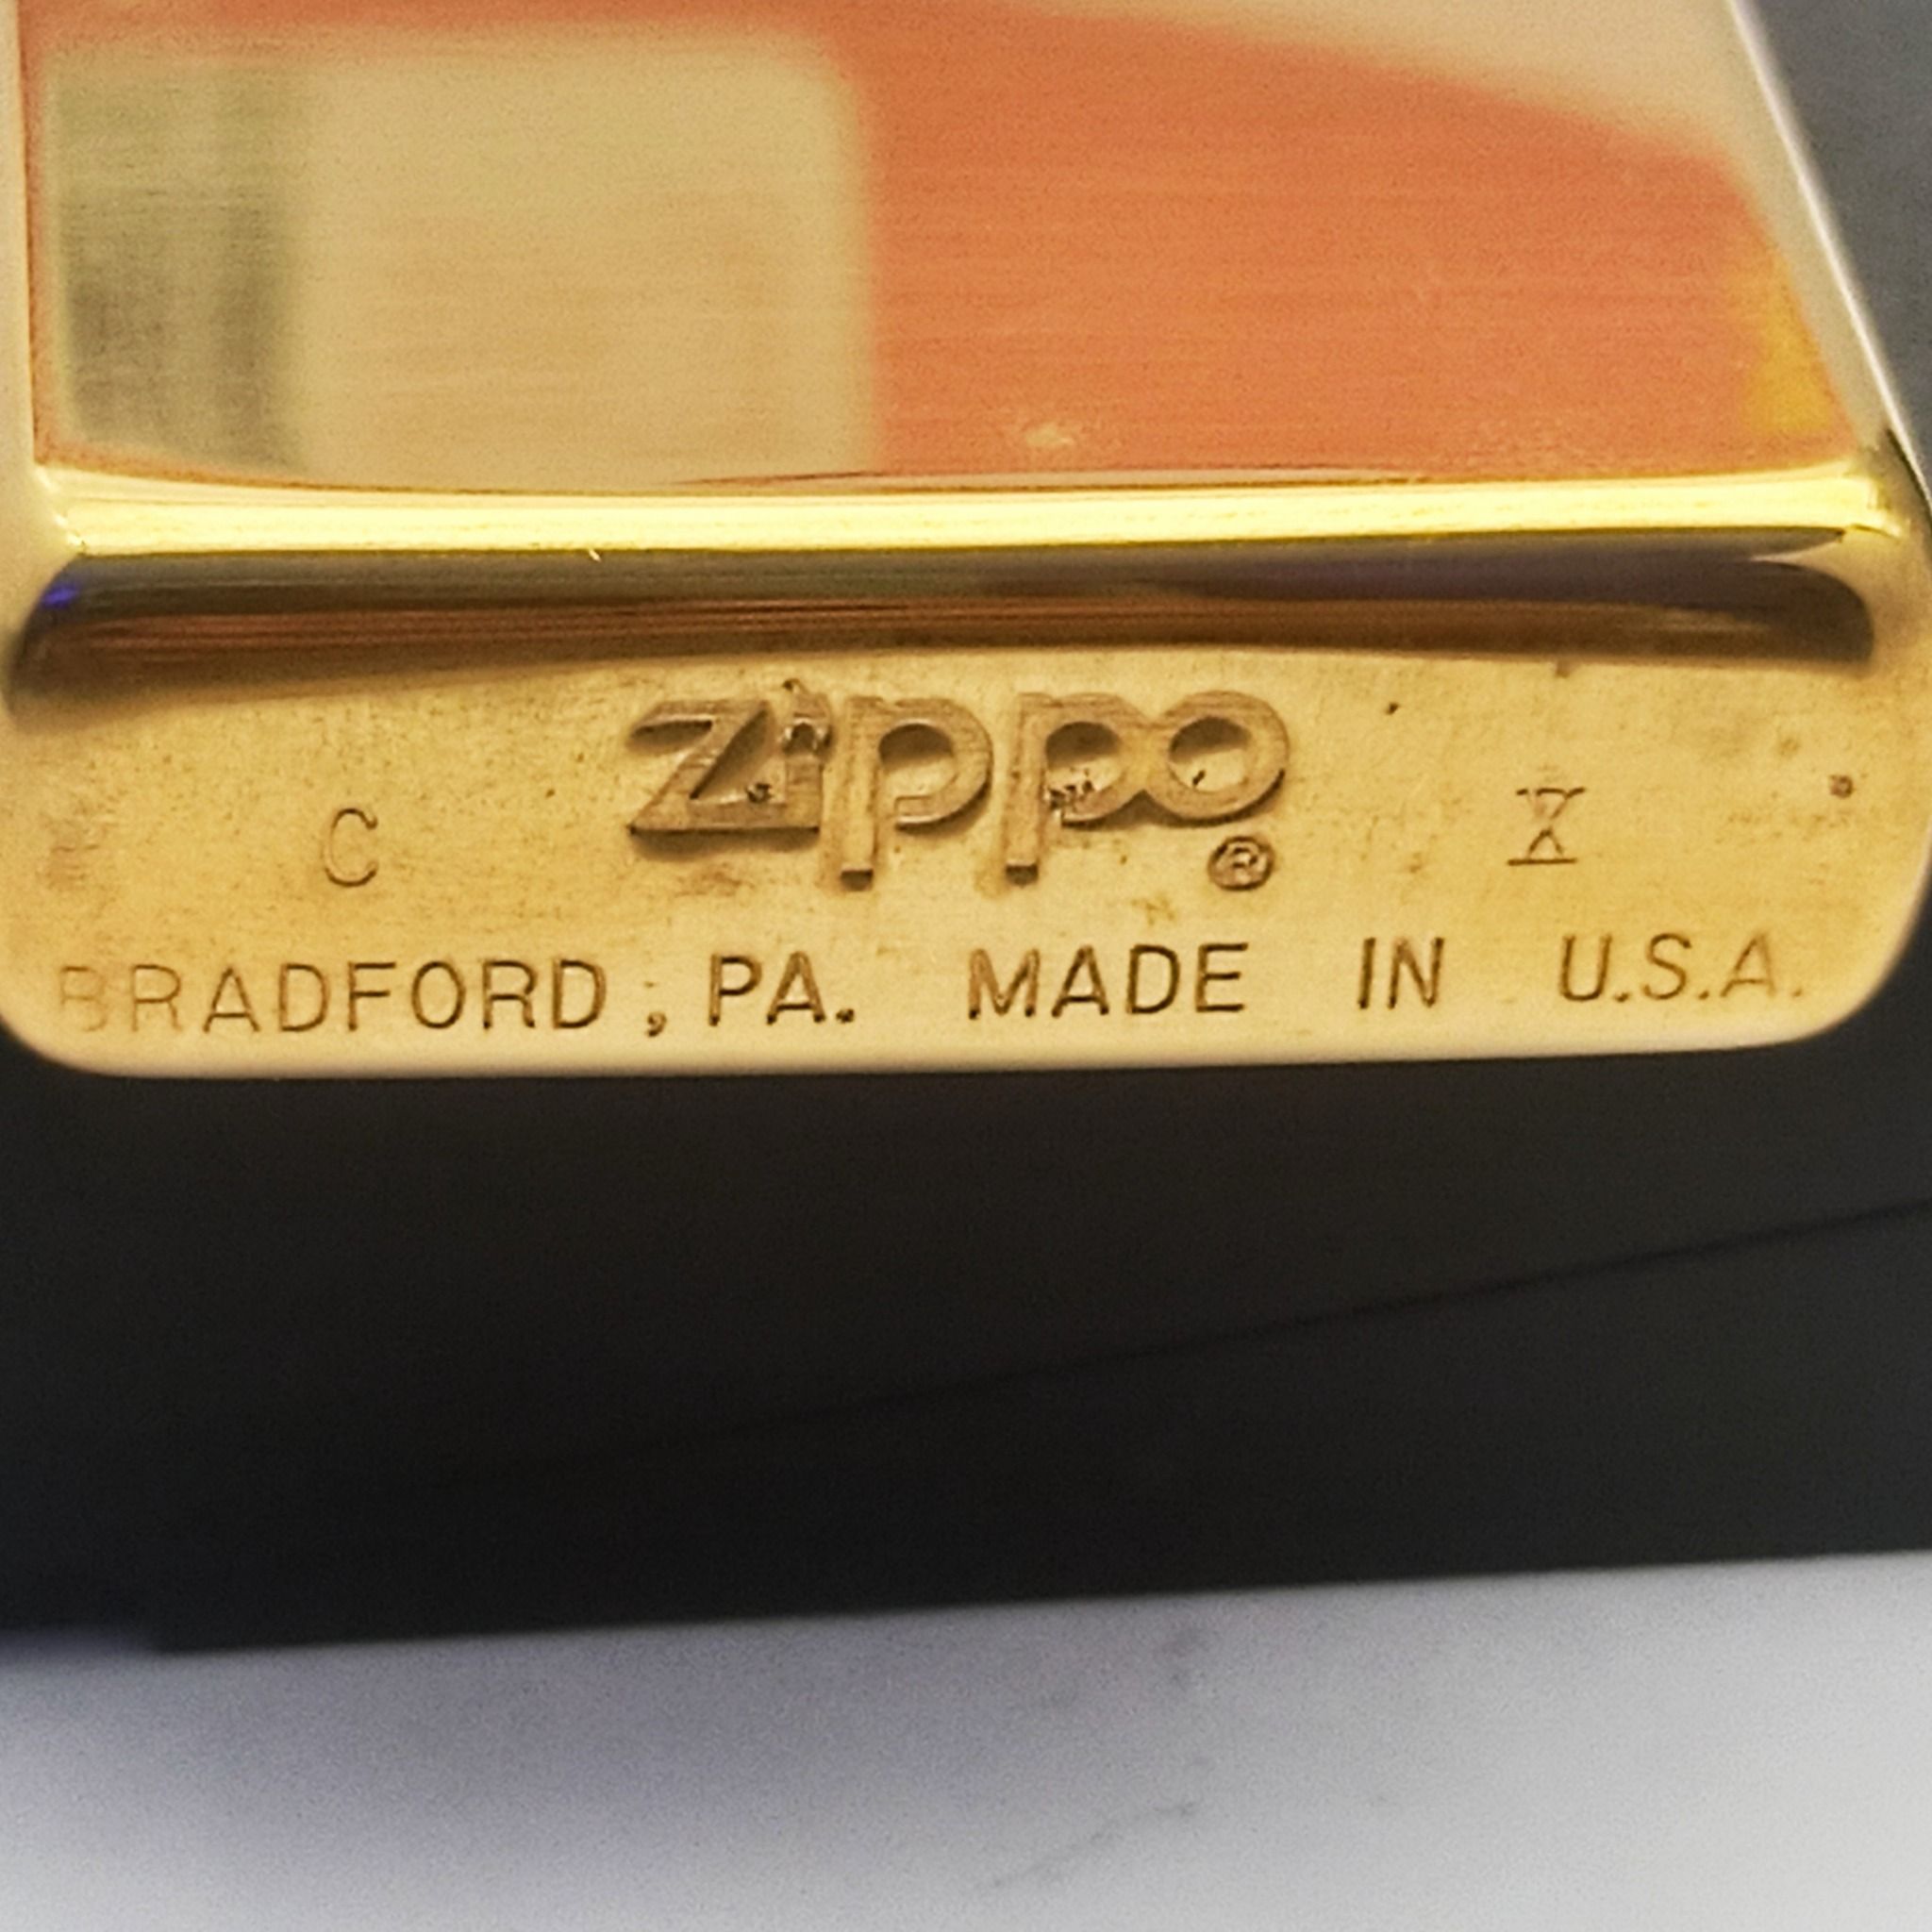 C Zippo ® X
BRADFORD, PA. MADE IN U.S.A.